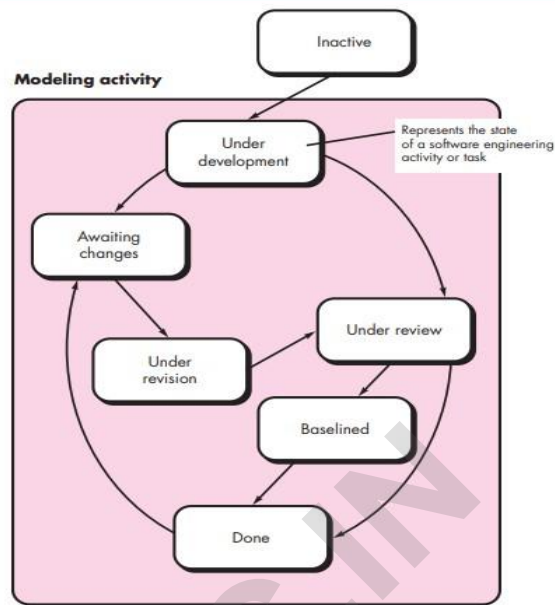 Inactive
Modeling activity
Under
development
Represents the state
of a software engineering
activity or task
Awaiting
changes
Under review
Under
revision
Baselined
Done